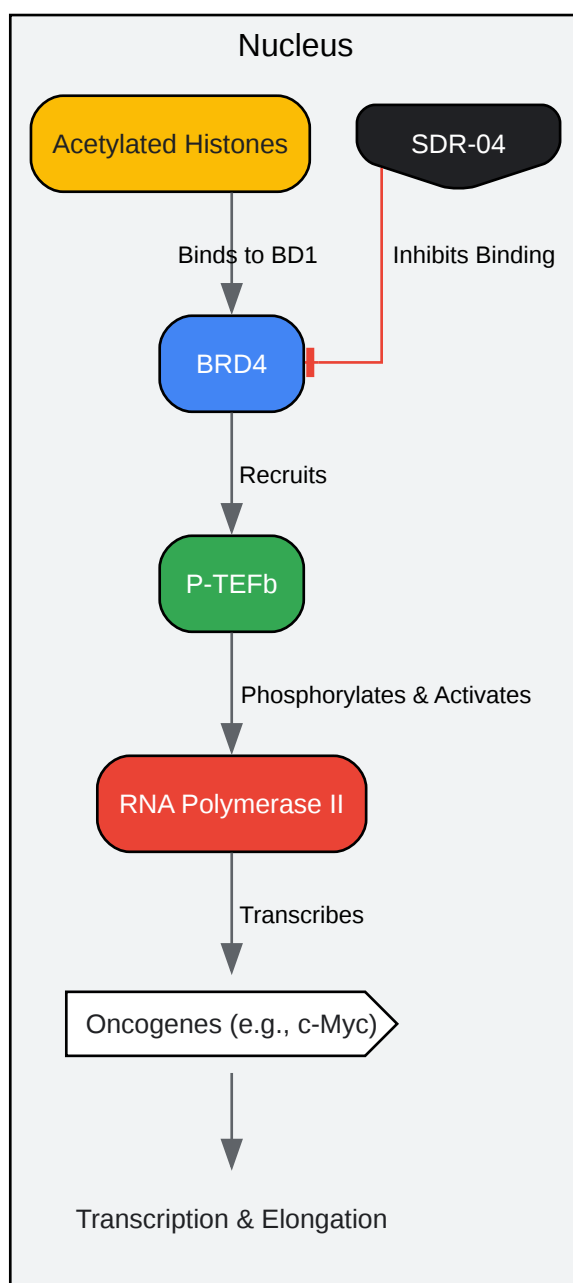 Nucleus
Acetylated Histones
SDR-04
Binds to BD1
Inhibits Binding
BRD4
Recruits
P-TEFb
Phosphorylates & Activates
RNA Polymerase II
Transcribes
Oncogenes (e.g., c-Myc)
Transcription & Elongation